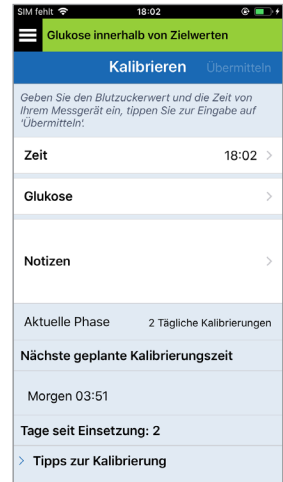 SIM fehlt 18:02
Glukose innerhalb von Zielwerten
Kalibrieren Übermitteln
Geben Sie den Blutzuckerwert und die Zeit von
Ihrem Messgerät ein, tippen Sie zur Eingabe auf
'Übermitteln'.
Zeit 18:02 >
Glukose >
Notizen >
Aktuelle Phase 2 Tägliche Kalibrierungen
Nächste geplante Kalibrierungszeit
Morgen 03:51
Tage seit Einsetzung: 2
> Tipps zur Kalibrierung